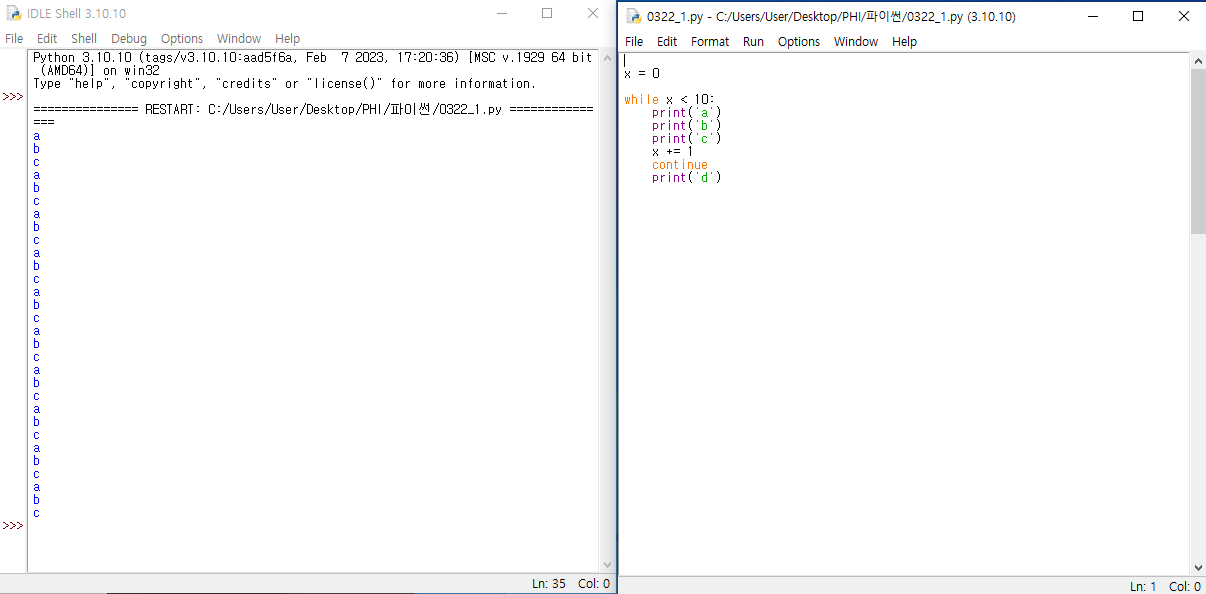 IDLE Shell 3.10.10
File Edit Shell Debug Options Window Help
Python 3.10.10 (tags/v3.10.10:aad5f6a, Feb  7 2023, 17:20:36) [MSC v.1929 64 bit
 (AMD64)] on win32
Type "help", "copyright", "credits" or "license()" for more information.
>>>
=============== RESTART: C:/Users/User/Desktop/PHI/파이썬/0322_1.py ============
===
a
b
c
a
b
c
a
b
c
a
b
c
a
b
c
a
b
c
a
b
c
a
b
c
a
b
c
a
b
c
>>>
Ln: 35 Col: 0
0322_1.py - C:/Users/User/Desktop/PHI/파이썬/0322_1.py (3.10.10)
File Edit Format Run Options Window Help
x = 0
while x < 10:
    print('a')
    print('b')
    print('c')
    x += 1
    continue
    print('d')
Ln: 1 Col: 0